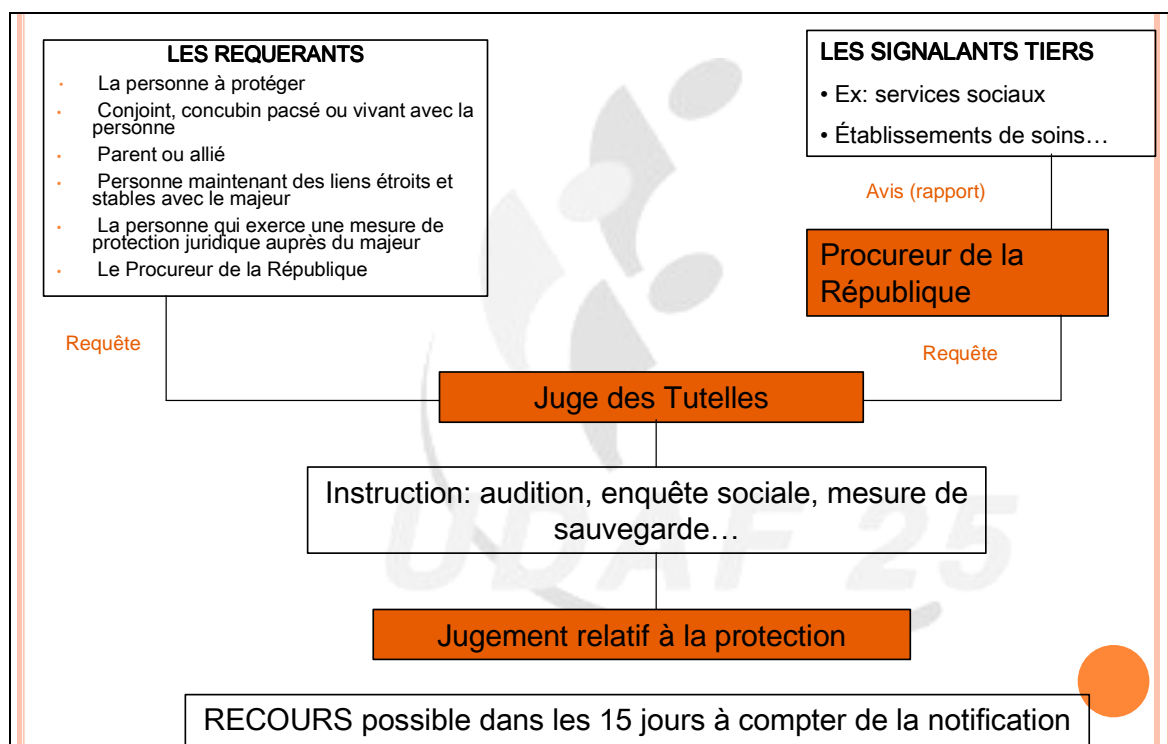 LES REQUERANTS
• La personne à protéger
• Conjoint, concubin pacsé ou vivant avec la
personne
• Parent ou allié
• Personne maintenant des liens étroits et
stables avec le majeur
• La personne qui exerce une mesure de
protection juridique auprès du majeur
• Le Procureur de la République
LES SIGNALANTS TIERS
• Ex: services sociaux
• Établissements de soins…
Avis (rapport)
Procureur de la
République
Requête
Requête
Juge des Tutelles
Instruction: audition, enquête sociale, mesure de
sauvegarde…
UDAF 25
Jugement relatif à la protection
RECOURS possible dans les 15 jours à compter de la notification